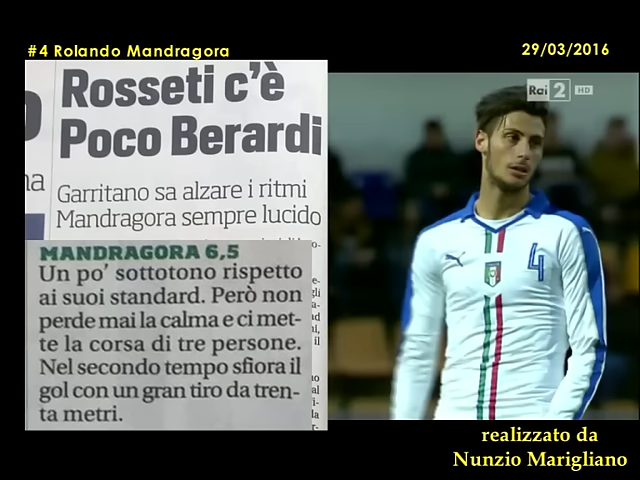 #4 Rolando Mandragora
29/03/2016
Rosseti c'è
Poco Berardi
Garritano sa alzare i ritmi
Mandragora sempre lucido
MANDRAGORA 6,5
Un po' sottotono rispetto
ai suoi standard. Però non
perde mai la calma e ci met-
te la corsa di tre persone.
Nel secondo tempo sfiora il
gol con un gran tiro da tren-
ta metri.
Rai 2 HD
4
realizzato da
Nunzio Marigliano